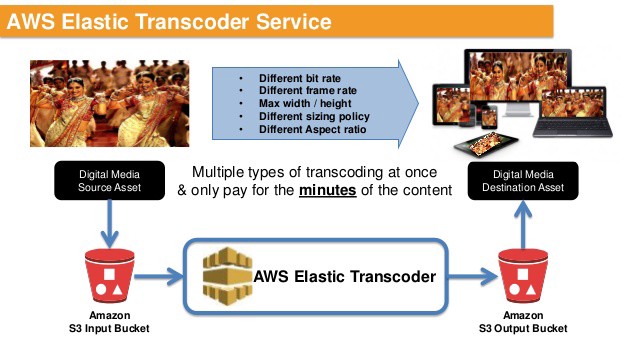 AWS Elastic Transcoder Service
• Different bit rate
• Different frame rate
• Max width / height
• Different sizing policy
• Different Aspect ratio
Digital Media
Source Asset
Multiple types of transcoding at once
& only pay for the minutes of the content
Digital Media
Destination Asset
AWS Elastic Transcoder
Amazon
S3 Input Bucket
Amazon
S3 Output Bucket